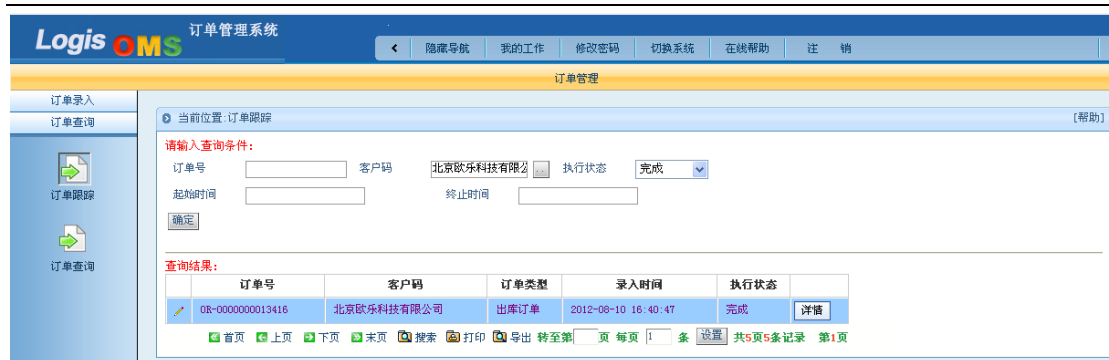 Logis OMS 订单管理系统
隐藏导航 我的工作 修改密码 切换系统 在线帮助 注 销
订单管理
订单录入
订单查询
订单跟踪
订单查询
当前位置:订单跟踪 [帮助]
请输入查询条件:
订单号 客户码 北京欧乐科技有限公 ... 执行状态 完成
起始时间 终止时间
确定
查询结果:
订单号 客户码 订单类型 录入时间 执行状态
OR-0000000013416 北京欧乐科技有限公司 出库订单 2012-08-10 16:40:47 完成 详情
首页 上页 下页 末页 搜索 打印 导出 转至第 页 每页 1 条 设置 共5页5条记录 第1页